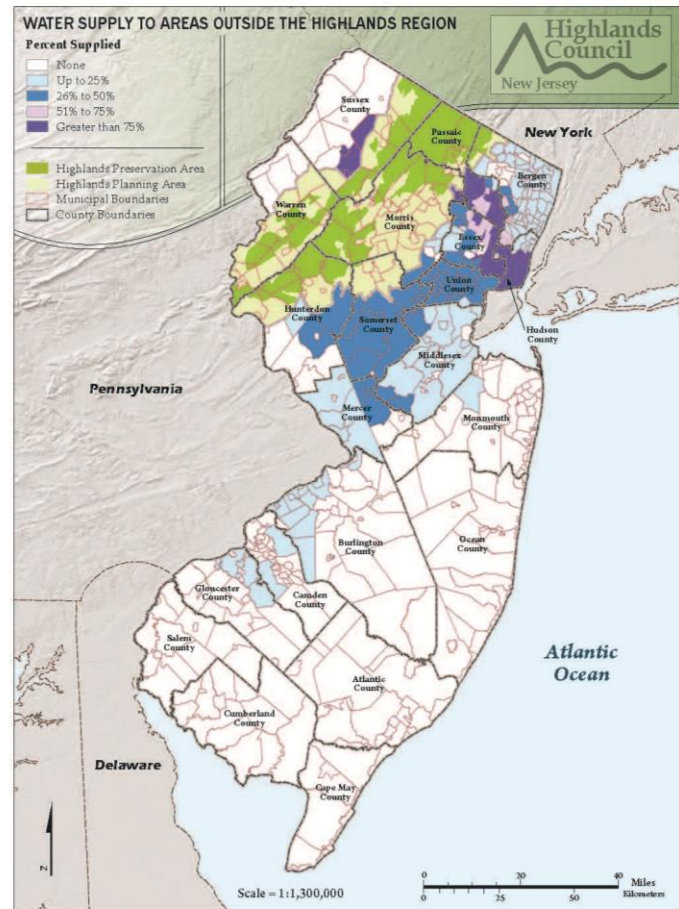 WATER SUPPLY TO AREAS OUTSIDE THE HIGHLANDS REGION
Percent Supplied
None
Up to 25%
26% to 50%
51% to 75%
Greater than 75%
Highlands Preservation Area
Highlands Planning Area
Municipal Boundaries
County Boundaries
Highlands
Council
New Jersey
Sussex
County
Passaic
County
New York
Bergen
County
Warren
County
Morris
County
Essex
County
Union
County
Hudson
County
Hunterdon
County
Somerset
County
Middlesex
County
Pennsylvania
Mercer
County
Monmouth
County
Burlington
County
Ocean
County
Gloucester
County
Camden
County
Salem
County
Atlantic
Ocean
Atlantic
County
Cumberland
County
Delaware
Cape May
County
N
Scale = 1:1,300,000
0 20 40
Miles
Kilometers
0 25 50